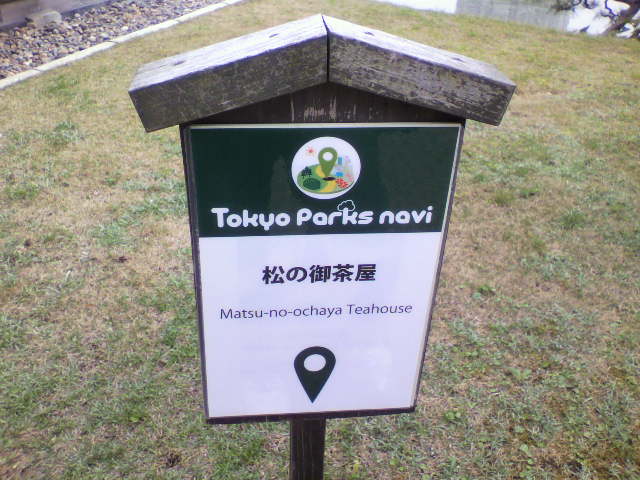 Tokyo Parks navi
松の御茶屋
Matsu-no-ochaya Teahouse